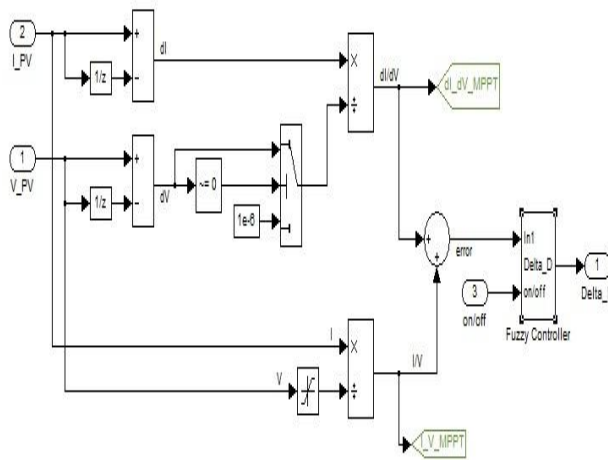 2
I_PV
+
1/z
-
dI
×
÷
dI/dV
dI_dV_MPPT
1
V_PV
+
1/z
-
dV
~= 0
1e-6
+
+
error
In1
Delta_D
on/off
Fuzzy Controller
1
Delta_
3
on/off
I
V
×
÷
I/V
I_V_MPPT